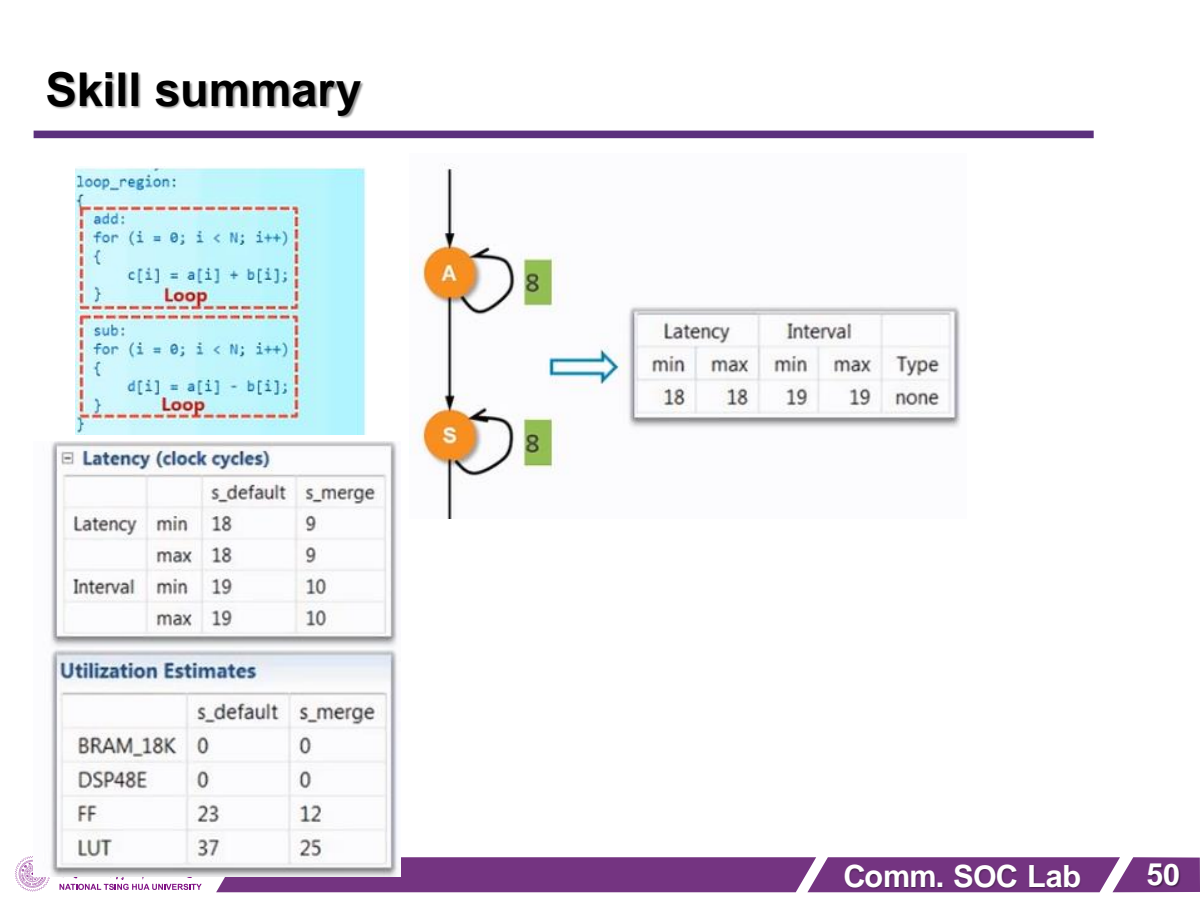 Skill summary
loop_region:
{
add:
for (i = 0; i < N; i++)
{
c[i] = a[i] + b[i];
} Loop
sub:
for (i = 0; i < N; i++)
{
d[i] = a[i] - b[i];
} Loop
}
A 8
S 8
Latency Interval
min max min max Type
18 18 19 19 none
Latency (clock cycles)
s_default s_merge
Latency min 18 9
max 18 9
Interval min 19 10
max 19 10
Utilization Estimates
s_default s_merge
BRAM_18K 0 0
DSP48E 0 0
FF 23 12
LUT 37 25
NATIONAL TSING HUA UNIVERSITY
Comm. SOC Lab 50